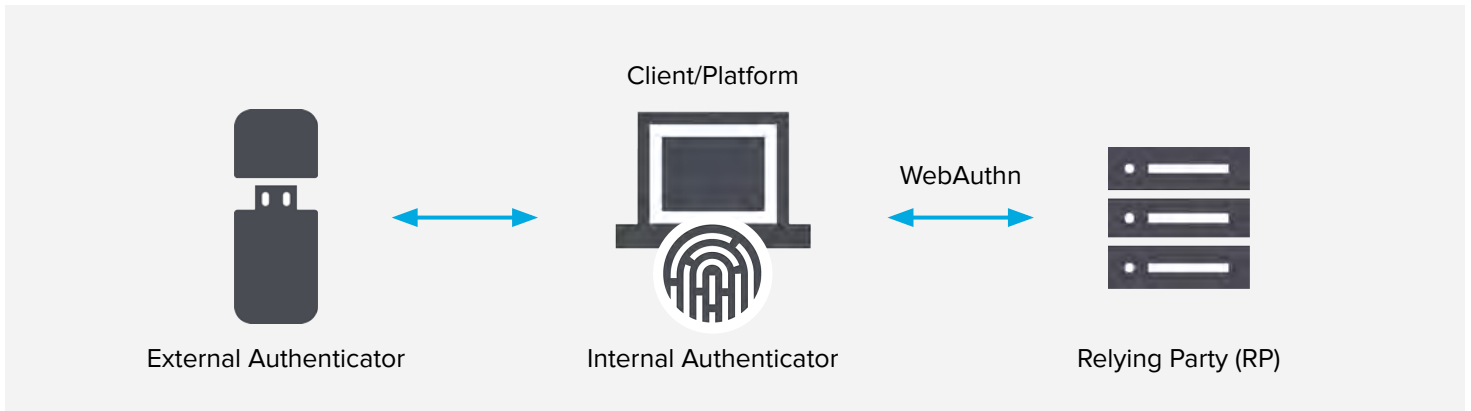 Client/Platform
WebAuthn
External Authenticator
Internal Authenticator
Relying Party (RP)